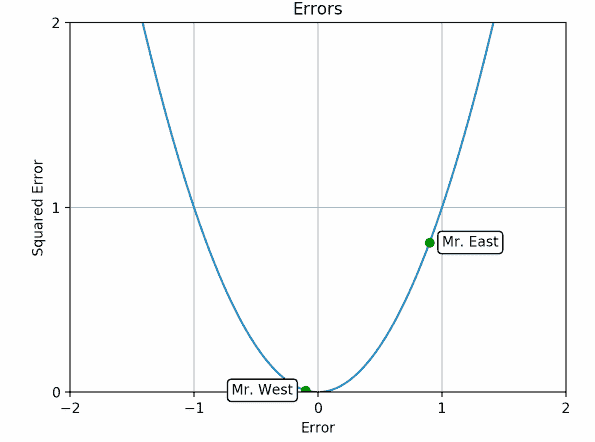 Errors
2
Squared Error
1
Mr. East
Mr. West
0
−2
−1
0
1
2
Error